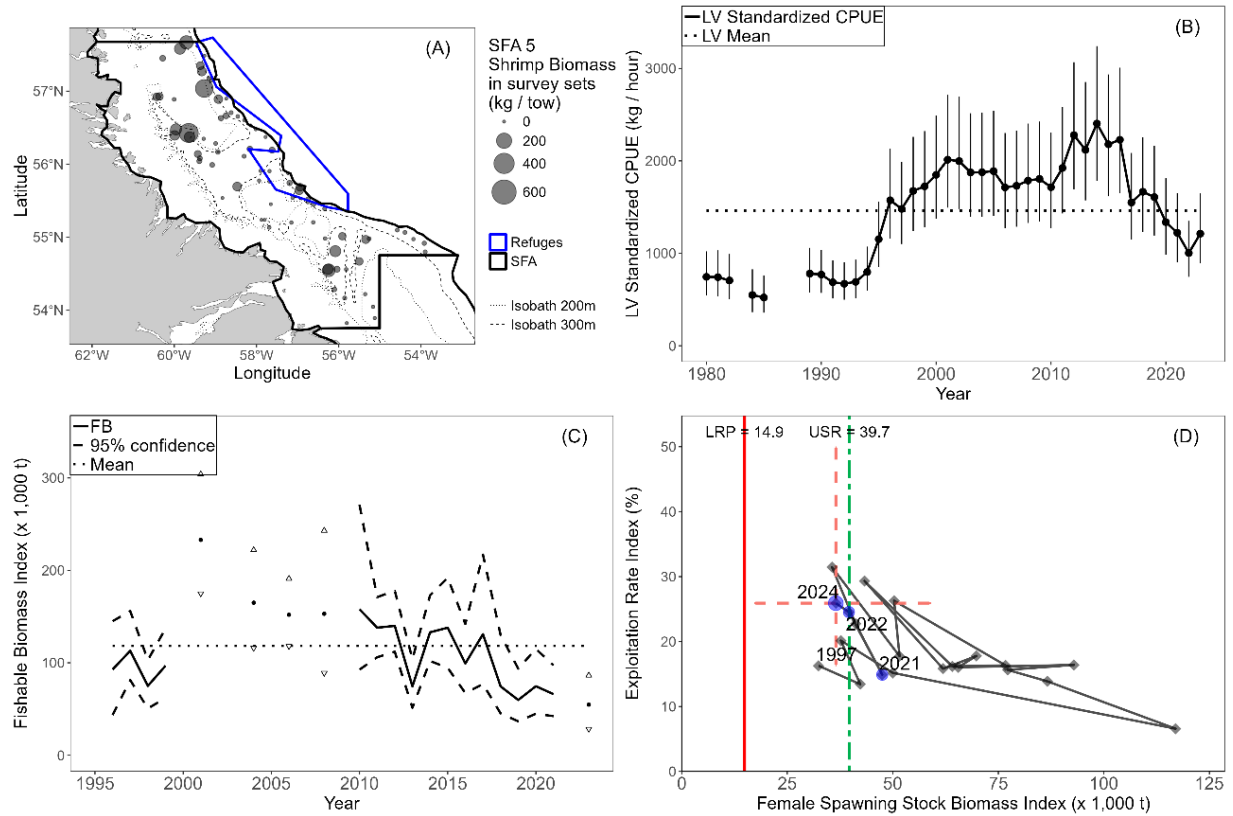 (A)
57°N
56°N
55°N
54°N
62°W 60°W 58°W 56°W 54°W
Latitude
Longitude
SFA 5
Shrimp Biomass
in survey sets
(kg / tow)
0
200
400
600
Refuges
SFA
Isobath 200m
Isobath 300m
LV Standardized CPUE
LV Mean
(B)
LV Standardized CPUE (kg / hour)
3000
2000
1000
0
1980 1990 2000 2010 2020
Year
FB
95% confidence
Mean
(C)
Fishable Biomass Index (x 1,000 t)
300
200
100
0
1995 2000 2005 2010 2015 2020
Year
LRP = 14.9 USR = 39.7
(D)
Exploitation Rate Index (%)
50
40
30
20
10
0
2024
2022
1997
2021
0 25 50 75 100 125
Female Spawning Stock Biomass Index (x 1,000 t)